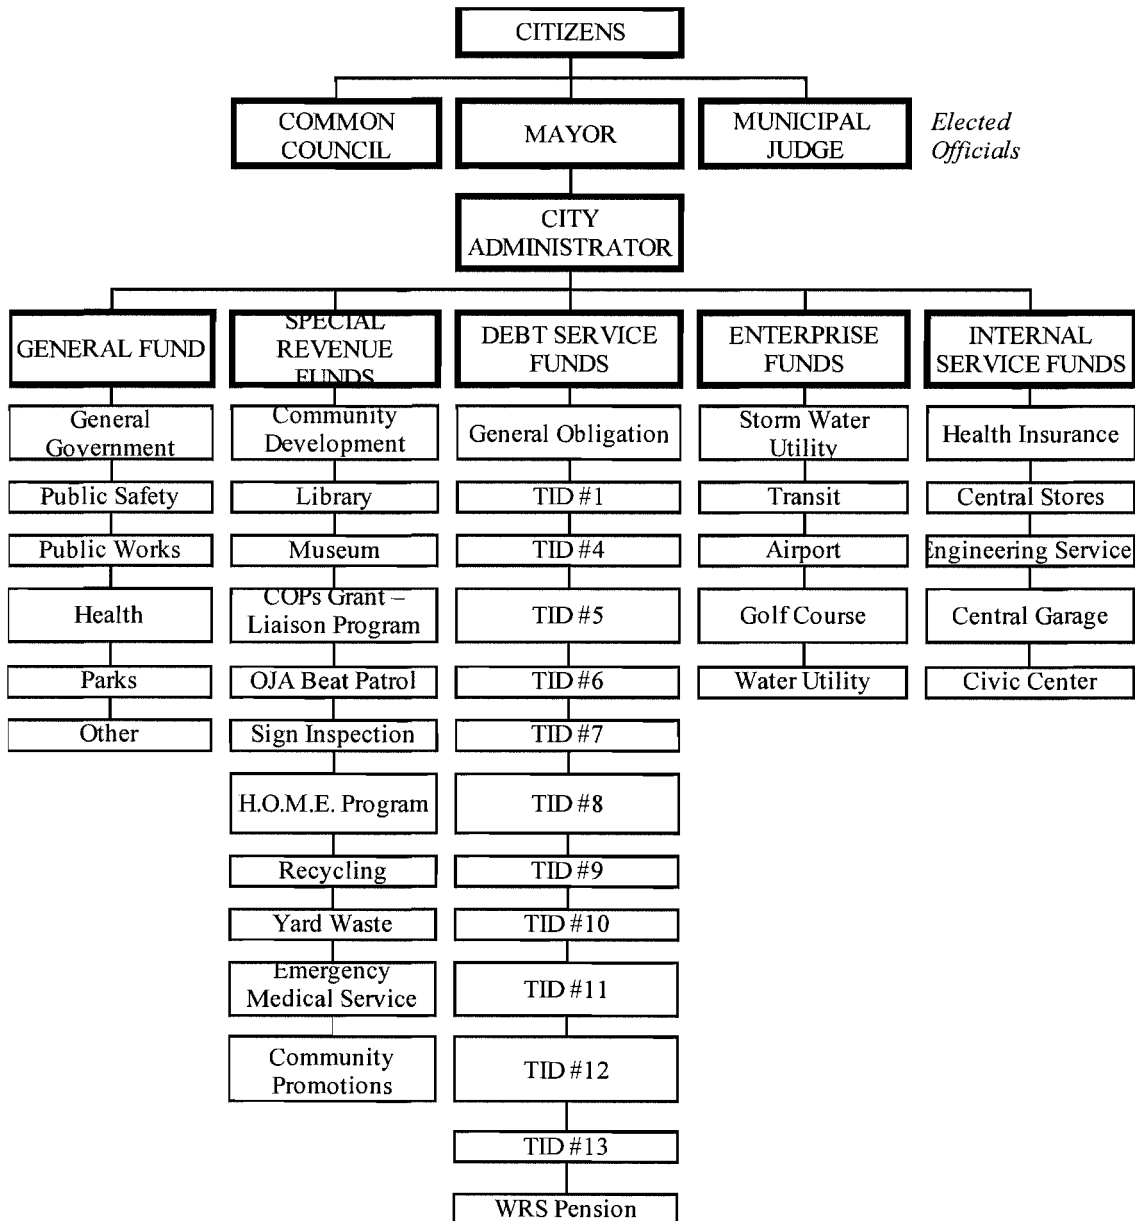 CITIZENS
COMMON
COUNCIL
MAYOR
MUNICIPAL
JUDGE
Elected
Officials
CITY
ADMINISTRATOR
GENERAL FUND
SPECIAL
REVENUE
FUNDS
DEBT SERVICE
FUNDS
ENTERPRISE
FUNDS
INTERNAL
SERVICE FUNDS
General
Government
Community
Development
General Obligation
Storm Water
Utility
Health Insurance
Public Safety
Library
TID #1
Transit
Central Stores
Public Works
Museum
TID #4
Airport
Engineering Service
Health
COPs Grant –
Liaison Program
TID #5
Golf Course
Central Garage
Parks
OJA Beat Patrol
TID #6
Water Utility
Civic Center
Other
Sign Inspection
TID #7
H.O.M.E. Program
TID #8
Recycling
TID #9
Yard Waste
TID #10
Emergency
Medical Service
TID #11
Community
Promotions
TID #12
TID #13
WRS Pension